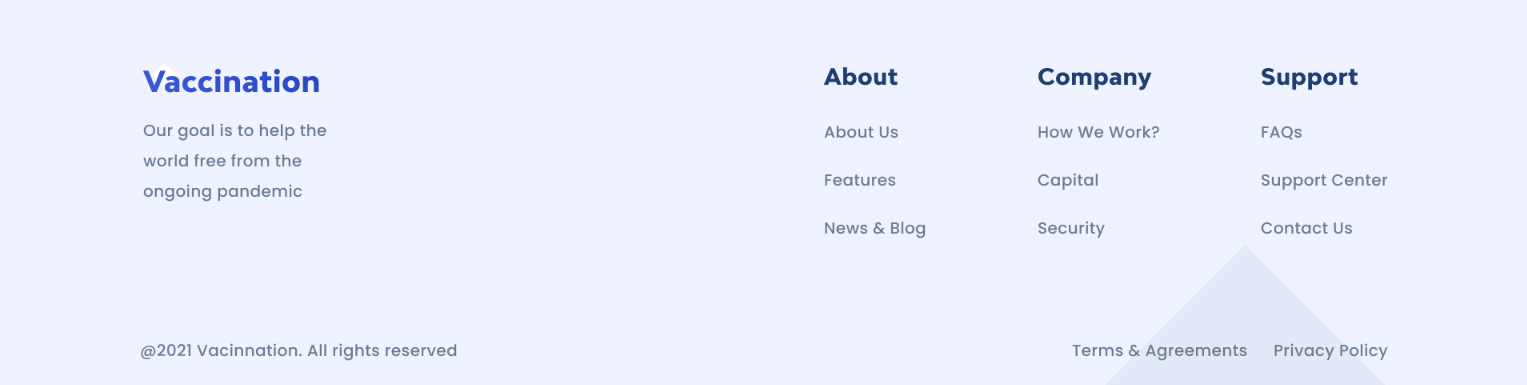 Vaccination
Our goal is to help the
world free from the
ongoing pandemic
About
About Us
Features
News & Blog
Company
How We Work?
Capital
Security
Support
FAQs
Support Center
Contact Us
@2021 Vacinnation. All rights reserved
Terms & Agreements
Privacy Policy